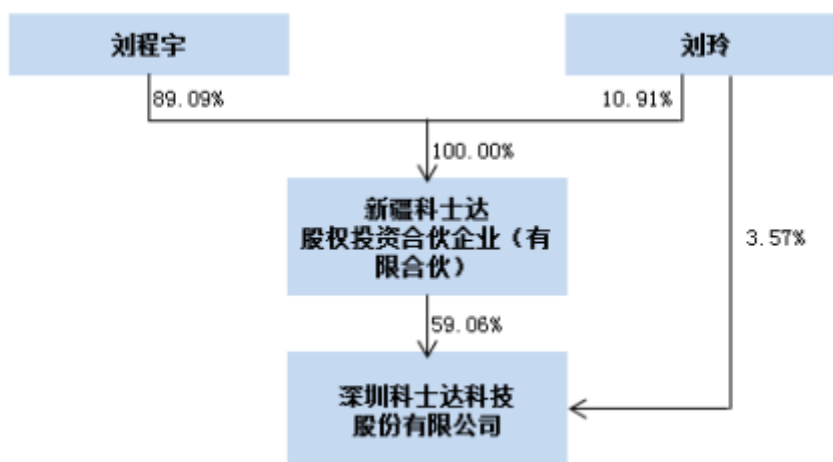 刘程宇
刘玲
89.09%
10.91%
100.00%
新疆科士达
股权投资合伙企业（有
限合伙）
3.57%
59.06%
深圳科士达科技
股份有限公司